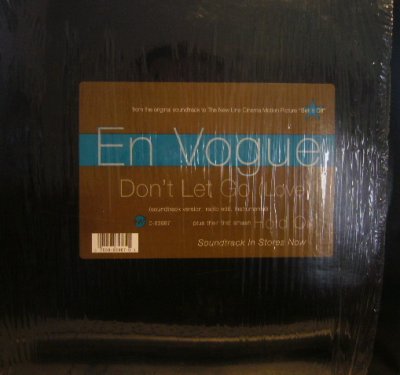 from the original soundtrack to The New Line Cinema Motion Picture "Set It Off"
En Vogue
Don't Let Go (Love)
(soundtrack version, radio edit, instrumental)
plus their first smash Hold On
Soundtrack In Stores Now